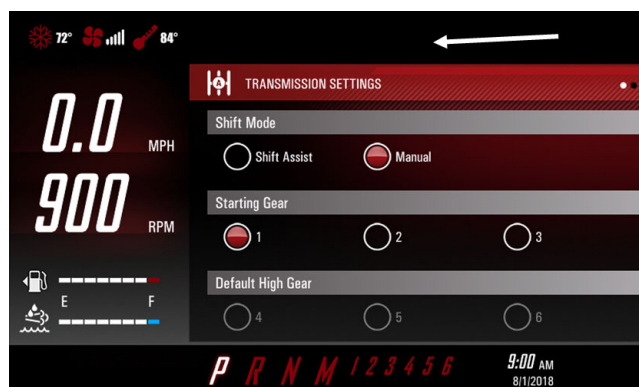 72° 84°
A TRANSMISSION SETTINGS
0.0 MPH
900 RPM
E F
Shift Mode
Shift Assist Manual
Starting Gear
1 2 3
Default High Gear
4 5 6
P R N M 1 2 3 4 5 6
9:00 AM
8/1/2018